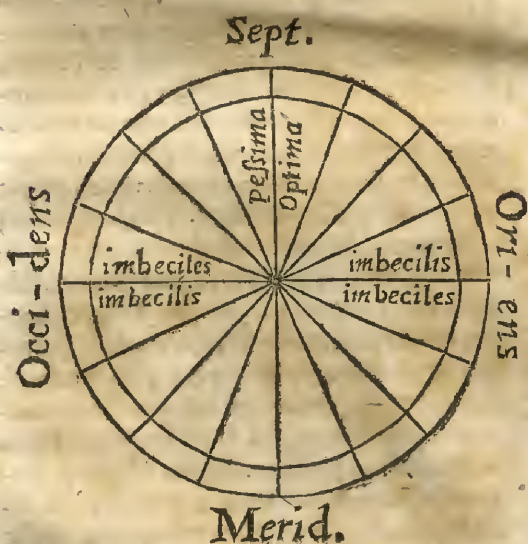 Sept.
Peſsima
Optima
Occi-dens
imbeciles
imbecilis
imbecilis
imbeciles
Ori-ens
Merid.